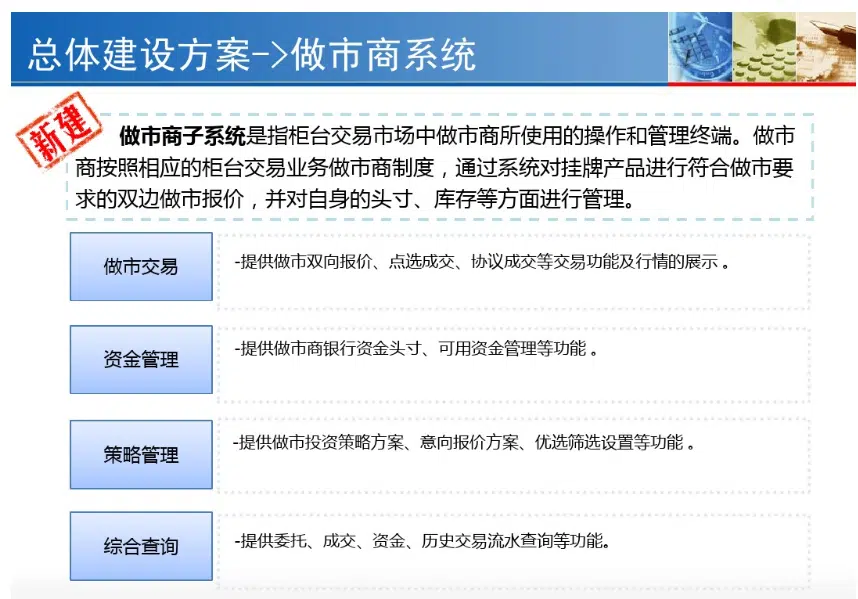 总体建设方案->做市商系统
新建
做市商子系统是指柜台交易市场中做市商所使用的操作和管理终端。做市
商按照相应的柜台交易业务做市商制度，通过系统对挂牌产品进行符合做市要
求的双边做市报价，并对自身的头寸、库存等方面进行管理。
做市交易
-提供做市双向报价、点选成交、协议成交等交易功能及行情的展示 。
资金管理
-提供做市商银行资金头寸、可用资金管理等功能 。
策略管理
-提供做市投资策略方案、意向报价方案、优选筛选设置等功能 。
综合查询
-提供委托、成交、资金、历史交易流水查询等功能。